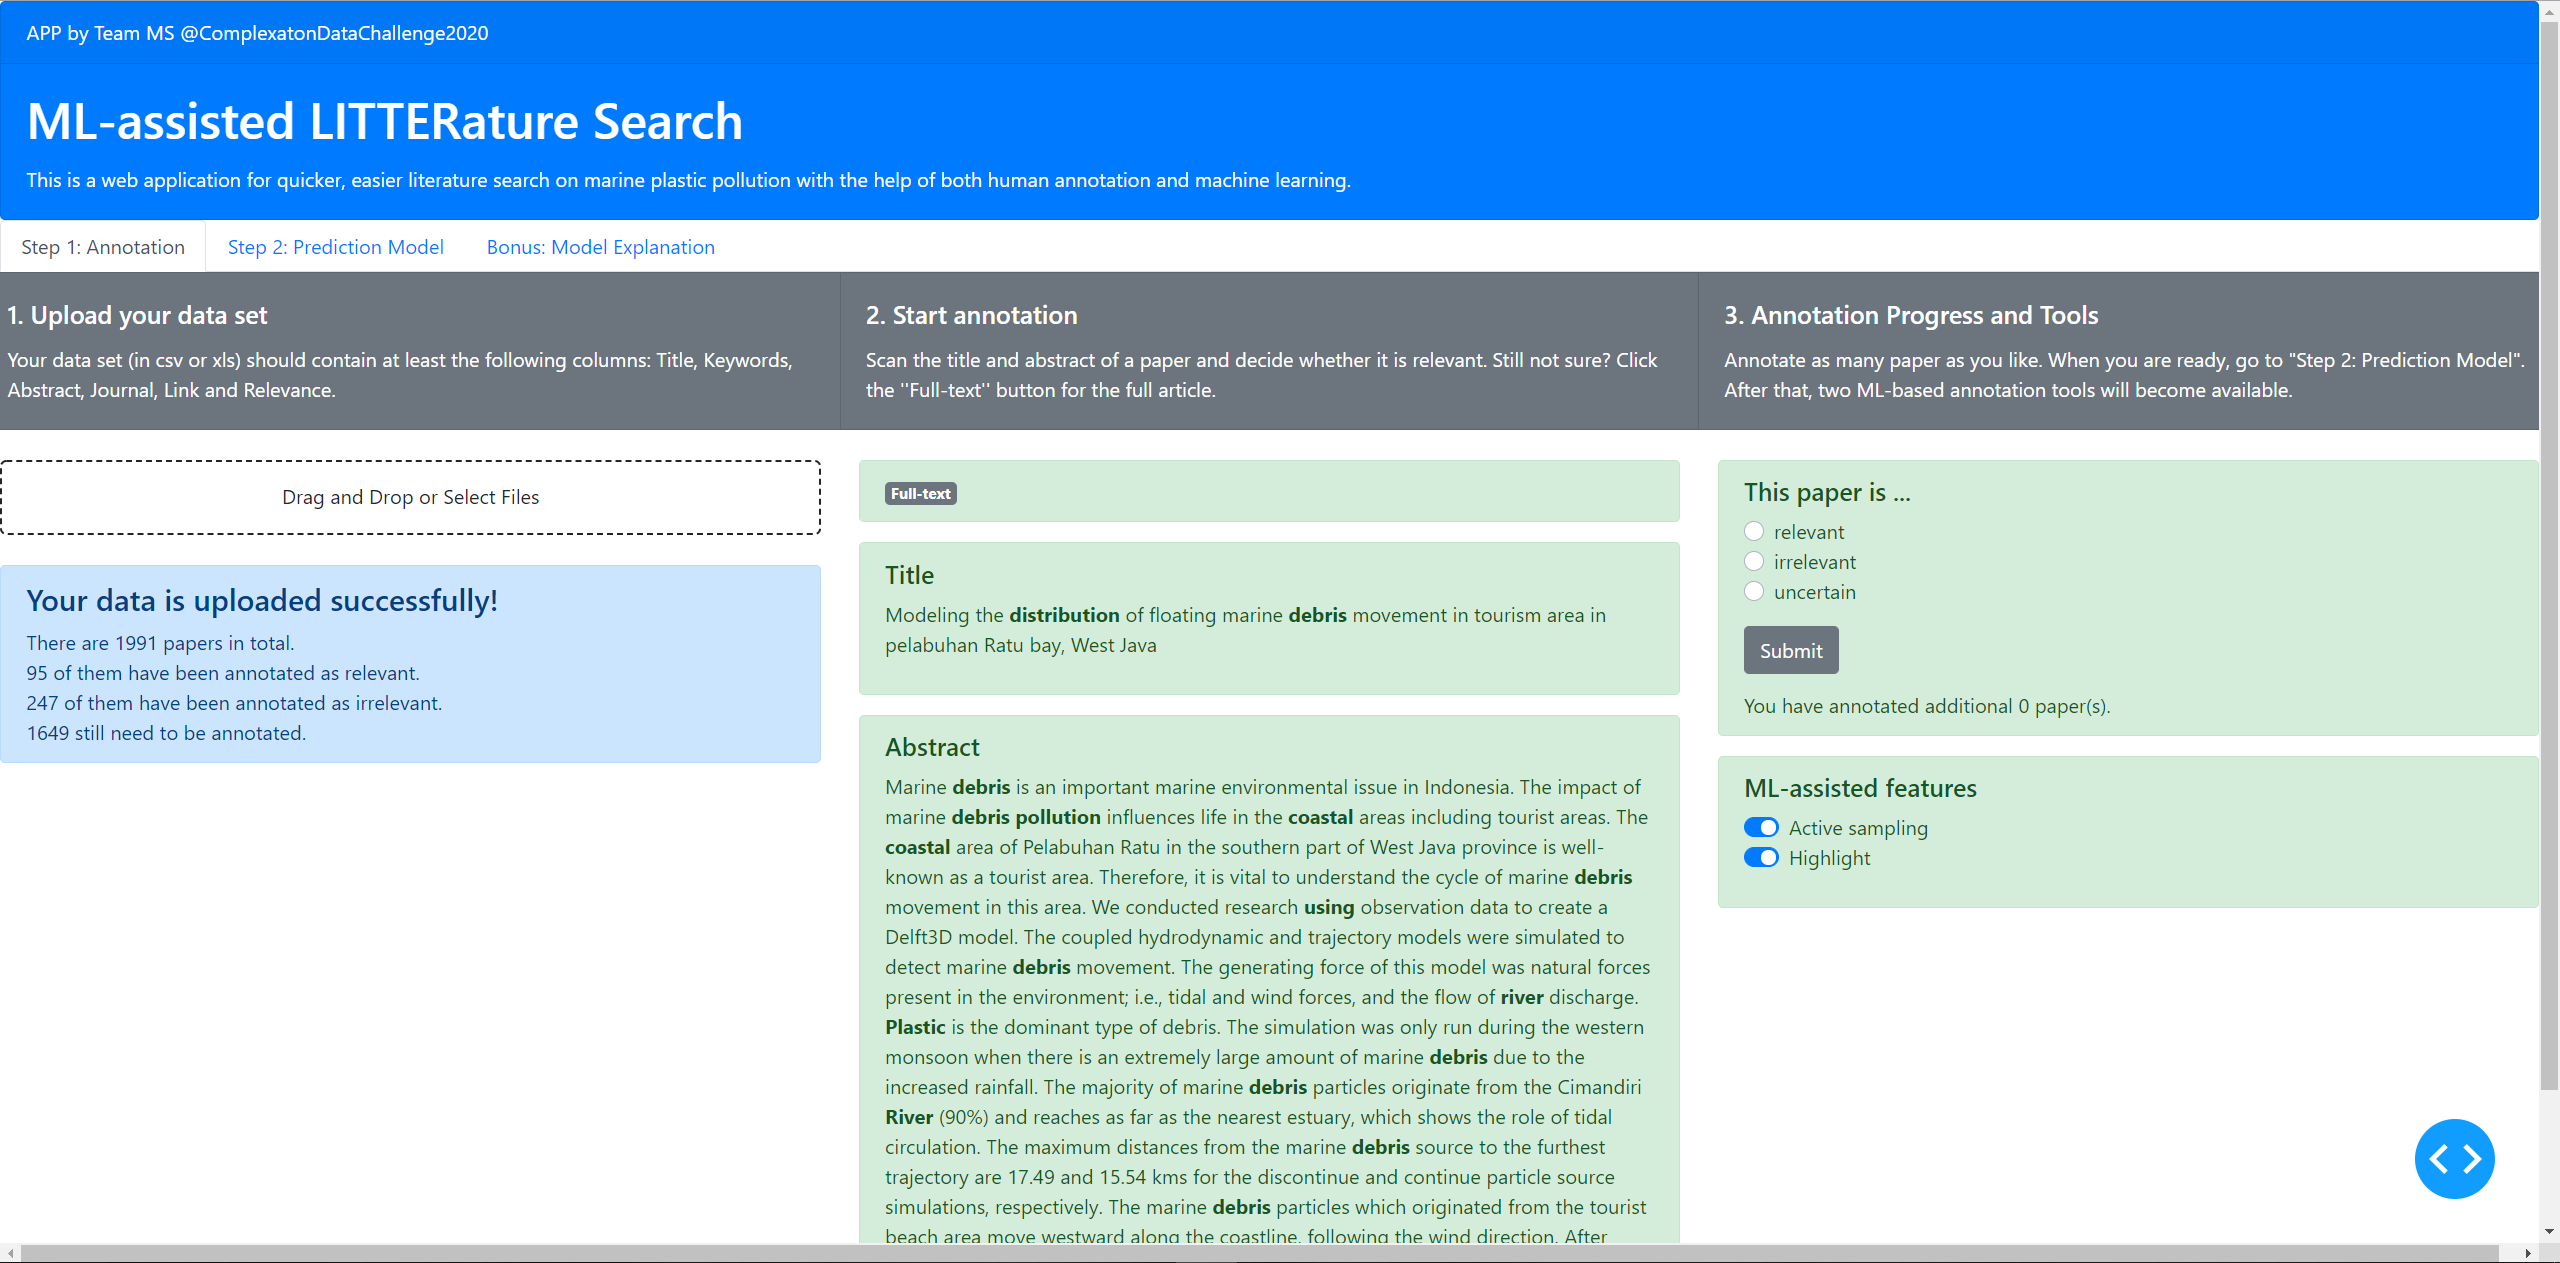 APP by Team MS @ComplexatonDataChallenge2020
ML-assisted LITTERature Search
This is a web application for quicker, easier literature search on marine plastic pollution with the help of both human annotation and machine learning.
Step 1: Annotation
Step 2: Prediction Model
Bonus: Model Explanation
1. Upload your data set
Your data set (in csv or xls) should contain at least the following columns: Title, Keywords,
Abstract, Journal, Link and Relevance.
2. Start annotation
Scan the title and abstract of a paper and decide whether it is relevant. Still not sure? Click
the ''Full-text'' button for the full article.
3. Annotation Progress and Tools
Annotate as many paper as you like. When you are ready, go to "Step 2: Prediction Model".
After that, two ML-based annotation tools will become available.
Drag and Drop or Select Files
Your data is uploaded successfully!
There are 1991 papers in total.
95 of them have been annotated as relevant.
247 of them have been annotated as irrelevant.
1649 still need to be annotated.
Full-text
Title
Modeling the distribution of floating marine debris movement in tourism area in
pelabuhan Ratu bay, West Java
Abstract
Marine debris is an important marine environmental issue in Indonesia. The impact of
marine debris pollution influences life in the coastal areas including tourist areas. The
coastal area of Pelabuhan Ratu in the southern part of West Java province is well-
known as a tourist area. Therefore, it is vital to understand the cycle of marine debris
movement in this area. We conducted research using observation data to create a
Delft3D model. The coupled hydrodynamic and trajectory models were simulated to
detect marine debris movement. The generating force of this model was natural forces
present in the environment; i.e., tidal and wind forces, and the flow of river discharge.
Plastic is the dominant type of debris. The simulation was only run during the western
monsoon when there is an extremely large amount of marine debris due to the
increased rainfall. The majority of marine debris particles originate from the Cimandiri
River (90%) and reaches as far as the nearest estuary, which shows the role of tidal
circulation. The maximum distances from the marine debris source to the furthest
trajectory are 17.49 and 15.54 kms for the discontinue and continue particle source
simulations, respectively. The marine debris particles which originated from the tourist
beach area move westward along the coastline, following the wind direction. After
This paper is ...
relevant
irrelevant
uncertain
Submit
You have annotated additional 0 paper(s).
ML-assisted features
Active sampling
Highlight